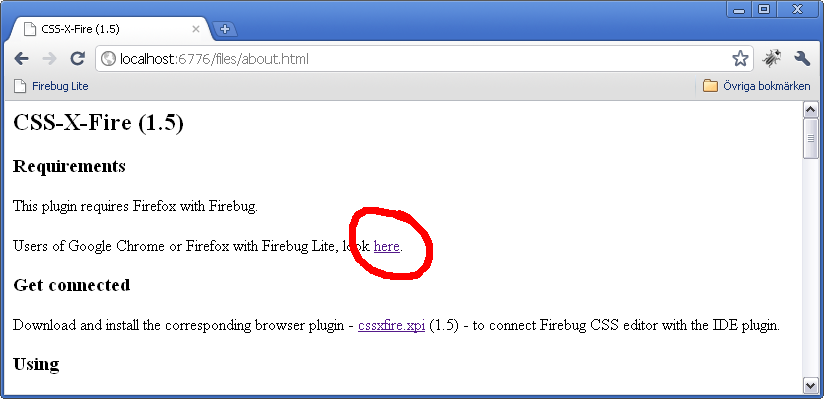 CSS-X-Fire (1.5)
localhost:6776/files/about.html
Firebug Lite
Övriga bokmärken
CSS-X-Fire (1.5)
Requirements
This plugin requires Firefox with Firebug.
Users of Google Chrome or Firefox with Firebug Lite, look here.
Get connected
Download and install the corresponding browser plugin - cssxfire.xpi (1.5) - to connect Firebug CSS editor with the IDE plugin.
Using